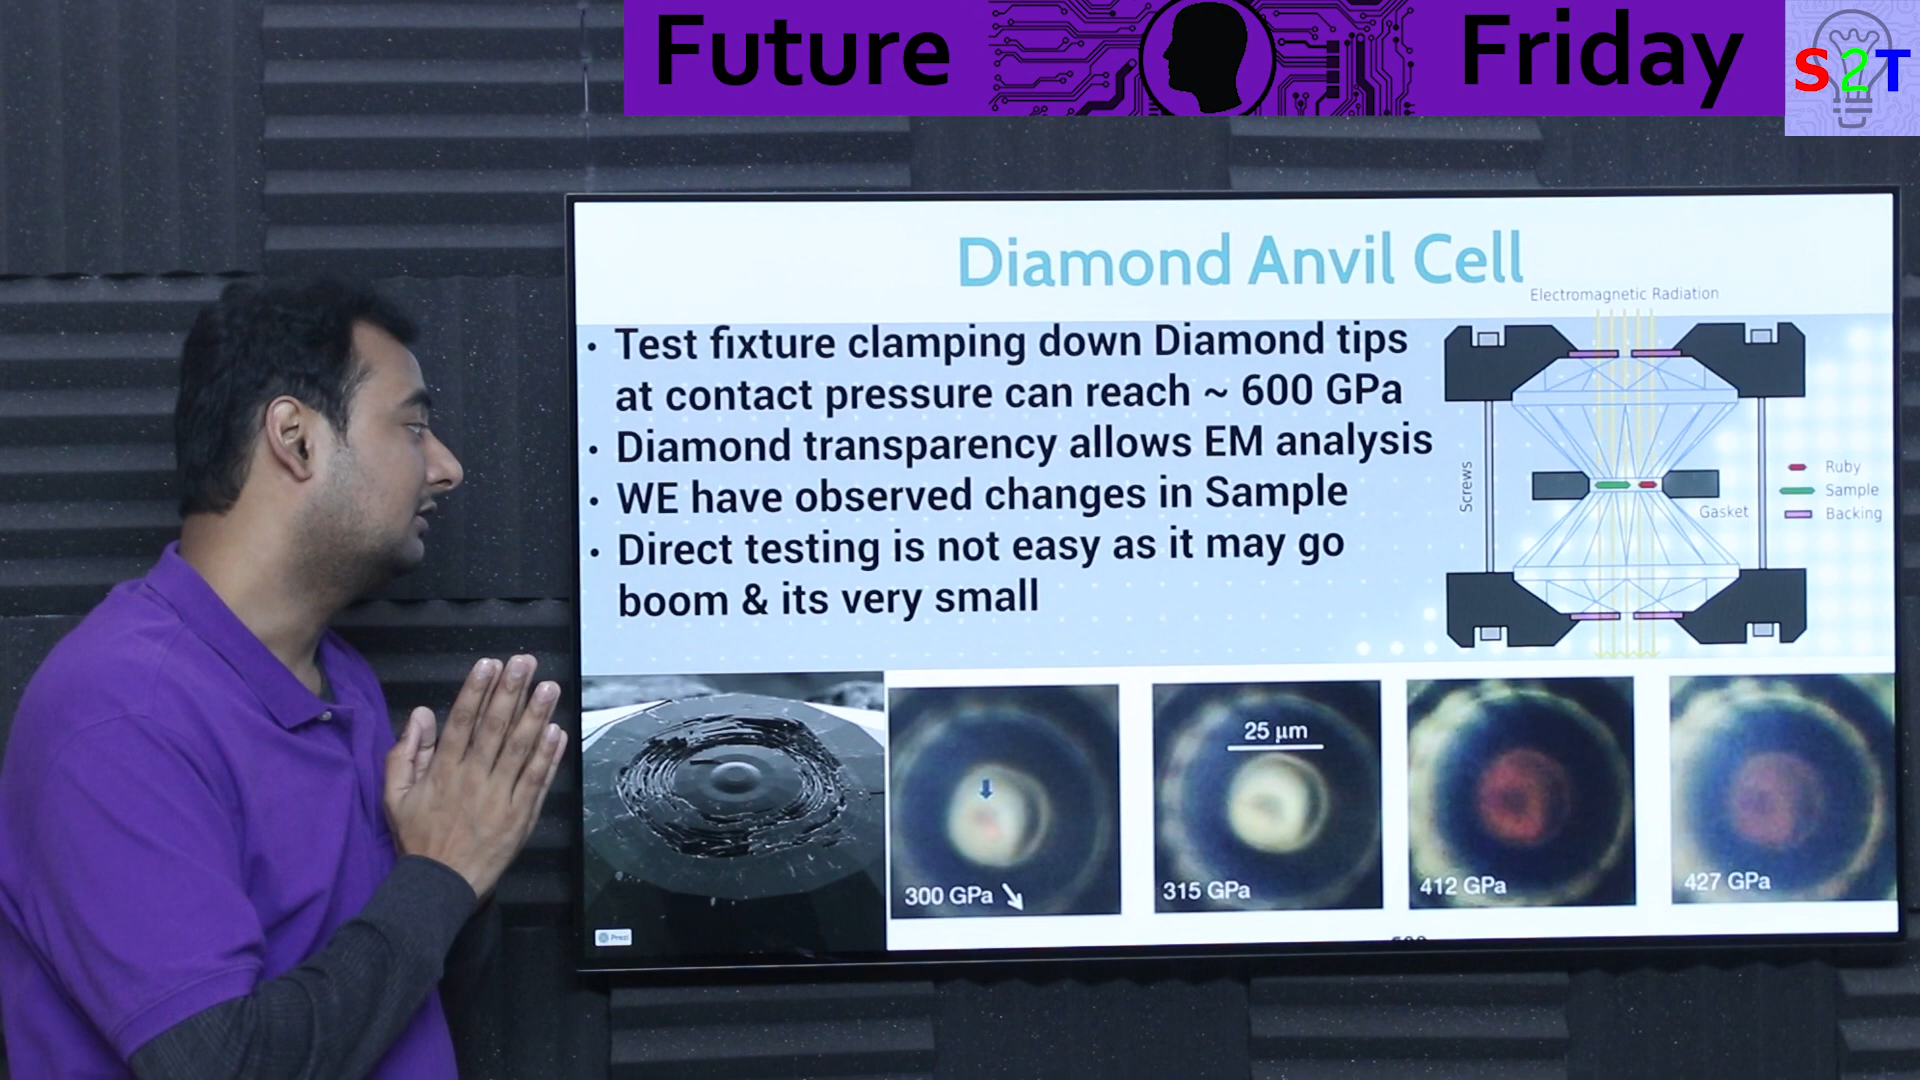 Future Friday S2T
Diamond Anvil Cell
Electromagnetic Radiation
• Test fixture clamping down Diamond tips
at contact pressure can reach ~ 600 GPa
• Diamond transparency allows EM analysis
• WE have observed changes in Sample
• Direct testing is not easy as it may go
boom & its very small
Screws
Gasket
Ruby
Sample
Backing
25 μm
300 GPa
315 GPa
412 GPa
427 GPa
Prezi